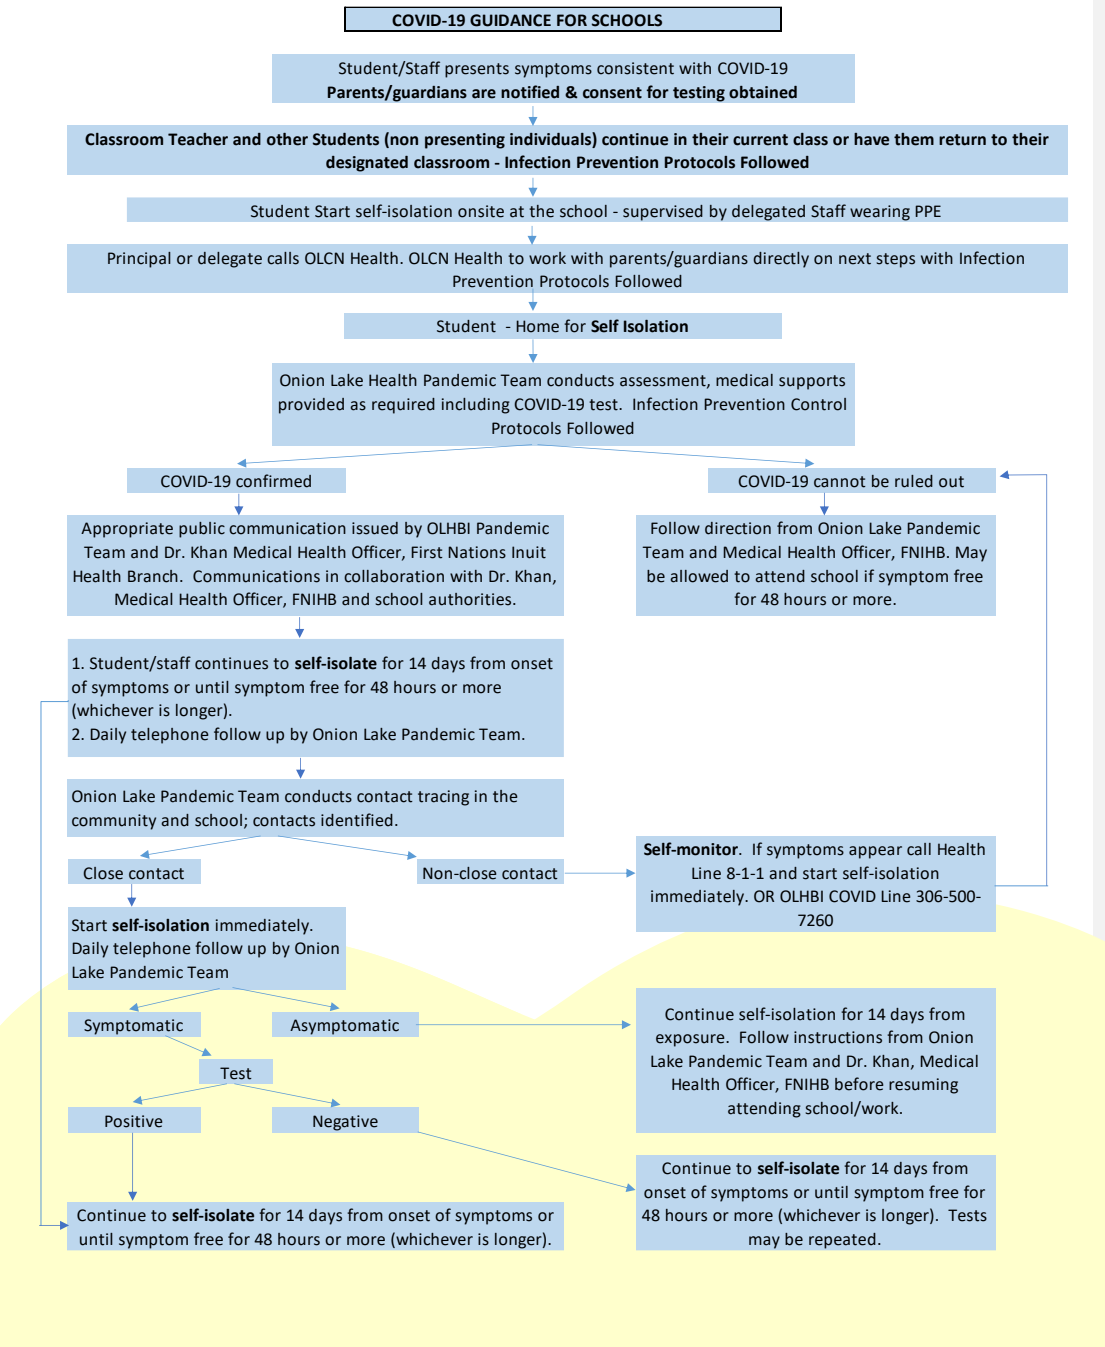 COVID-19 GUIDANCE FOR SCHOOLS
Student/Staff presents symptoms consistent with COVID-19
Parents/guardians are notified & consent for testing obtained
Classroom Teacher and other Students (non presenting individuals) continue in their current class or have them return to their
designated classroom - Infection Prevention Protocols Followed
Student Start self-isolation onsite at the school - supervised by delegated Staff wearing PPE
Principal or delegate calls OLCN Health. OLCN Health to work with parents/guardians directly on next steps with Infection
Prevention Protocols Followed
Student - Home for Self Isolation
Onion Lake Health Pandemic Team conducts assessment, medical supports
provided as required including COVID-19 test. Infection Prevention Control
Protocols Followed
COVID-19 confirmed
COVID-19 cannot be ruled out
Appropriate public communication issued by OLHBI Pandemic
Team and Dr. Khan Medical Health Officer, First Nations Inuit
Health Branch. Communications in collaboration with Dr. Khan,
Medical Health Officer, FNIHB and school authorities.
Follow direction from Onion Lake Pandemic
Team and Medical Health Officer, FNIHB. May
be allowed to attend school if symptom free
for 48 hours or more.
1. Student/staff continues to self-isolate for 14 days from onset
of symptoms or until symptom free for 48 hours or more
(whichever is longer).
2. Daily telephone follow up by Onion Lake Pandemic Team.
Onion Lake Pandemic Team conducts contact tracing in the
community and school; contacts identified.
Close contact
Non-close contact
Self-monitor. If symptoms appear call Health
Line 8-1-1 and start self-isolation
immediately. OR OLHBI COVID Line 306-500-
7260
Start self-isolation immediately.
Daily telephone follow up by Onion
Lake Pandemic Team
Symptomatic
Asymptomatic
Continue self-isolation for 14 days from
exposure. Follow instructions from Onion
Lake Pandemic Team and Dr. Khan, Medical
Health Officer, FNIHB before resuming
attending school/work.
Test
Positive
Negative
Continue to self-isolate for 14 days from
onset of symptoms or until symptom free for
48 hours or more (whichever is longer). Tests
may be repeated.
Continue to self-isolate for 14 days from onset of symptoms or
until symptom free for 48 hours or more (whichever is longer).